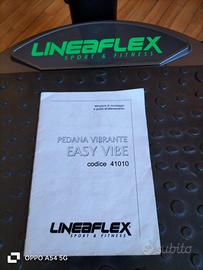 LINEAFLEX
SPORT & FITNESS
istruzioni di montaggio
e guida all'allenamento
PEDANA VIBRANTE
EASY VIBE
codice 41010
LINEAFLEX
SPORT & FITNESS
OPPO A54 5G
subito